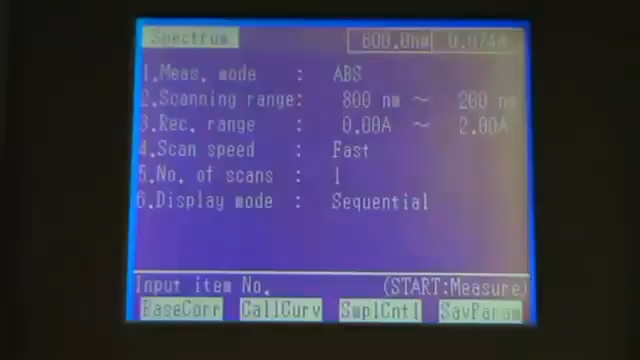 Spectrum 800.0nm
1.Meas. mode : ABS
2.Scanning range: 800 nm ～ 200 nm
3.Rec. range : 0.00A ～ 2.00A
4.Scan speed : Fast
5.No. of scans : 1
6.Display mode : Sequential
Input item No. (START:Measure)
BaseCorr CallCurv SmplCntl SavParam